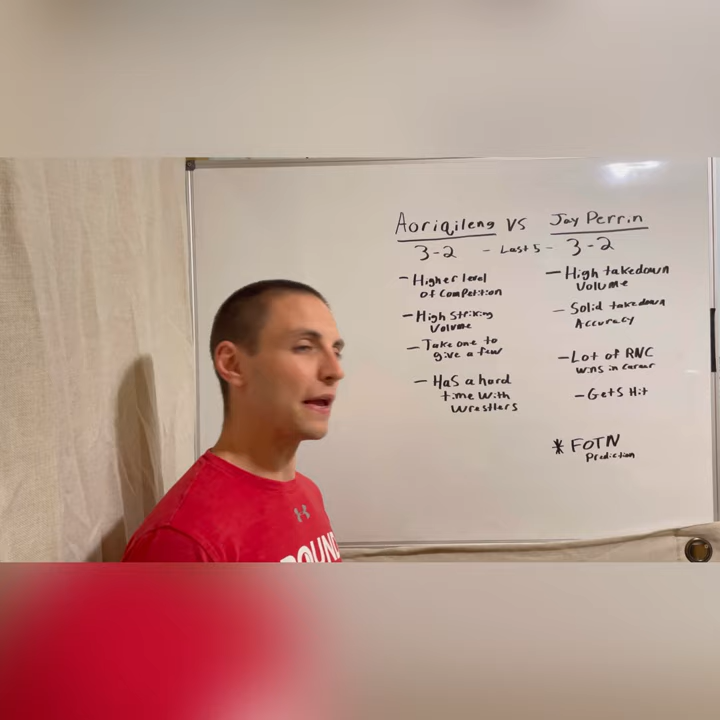 Aoriqileng VS Jay Perrin
3-2 - Last 5 - 3-2
- Higher level
of Competition
- High Striking
Volume
- Take one to
give a few
- Has a hard
time with
wrestlers
- High takedown
Volume
- Solid takedown
Accuracy
- Lot of RNC
wins in career
- Gets Hit
* FOTN
Prediction
ROUND